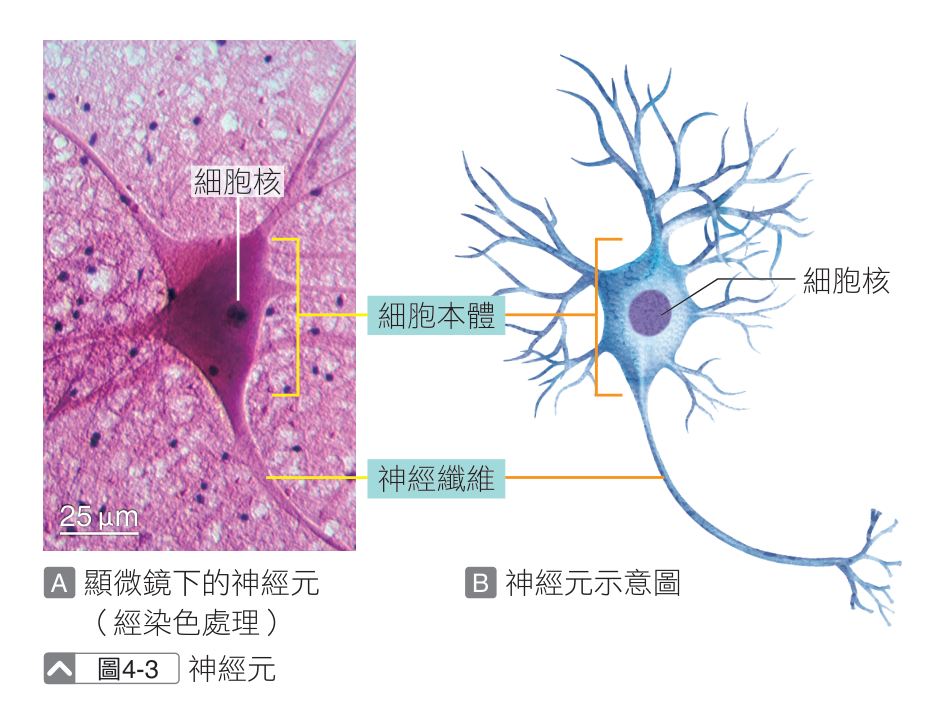 細胞核
細胞核
細胞本體
神經纖維
25 μm
A 顯微鏡下的神經元
（經染色處理）
B 神經元示意圖
圖4-3 神經元